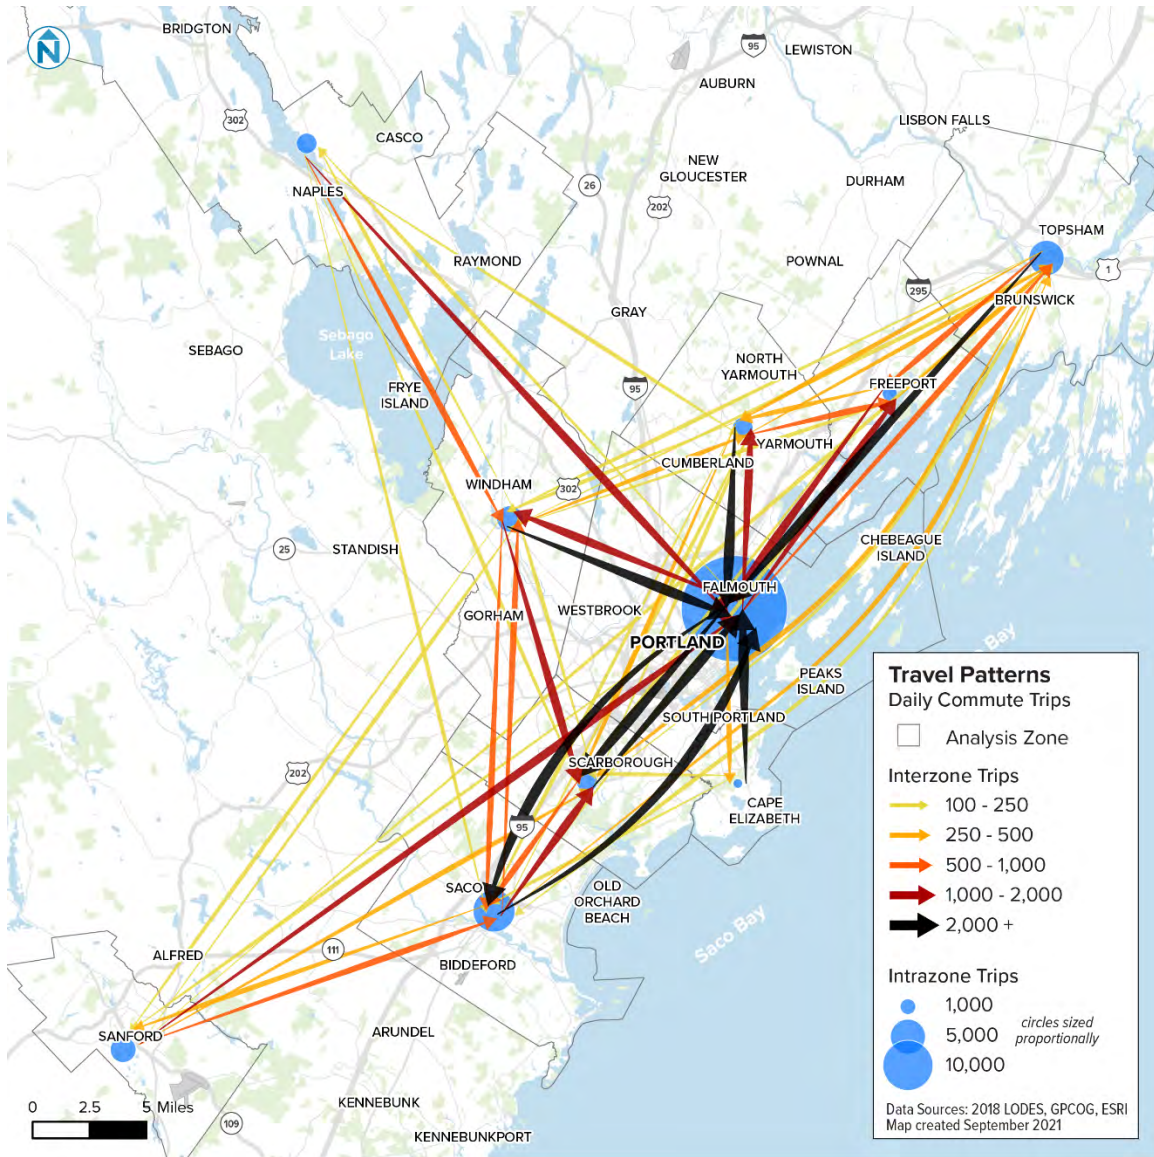 BRIDGTON
N
95
LEWISTON
AUBURN
302
CASCO
LISBON FALLS
NEW
GLOUCESTER
26
202
DURHAM
NAPLES
TOPSHAM
RAYMOND
POWNAL
1
295
BRUNSWICK
GRAY
Sebago
Lake
SEBAGO
NORTH
YARMOUTH
FREEPORT
FRYE
ISLAND
95
YARMOUTH
CUMBERLAND
WINDHAM
302
CHEBEAGUE
ISLAND
25
STANDISH
FALMOUTH
GORHAM
WESTBROOK
PORTLAND
Bay
PEAKS
ISLAND
SOUTH PORTLAND
SCARBOROUGH
202
CAPE
ELIZABETH
95
SACO
OLD
ORCHARD
BEACH
Saco Bay
ALFRED
111
BIDDEFORD
SANFORD
ARUNDEL
KENNEBUNK
109
KENNEBUNKPORT
0 2.5 5 Miles
Travel Patterns
Daily Commute Trips
Analysis Zone
Interzone Trips
100 - 250
250 - 500
500 - 1,000
1,000 - 2,000
2,000 +
Intrazone Trips
1,000
5,000
10,000
circles sized
proportionally
Data Sources: 2018 LODES, GPCOG, ESRI
Map created September 2021